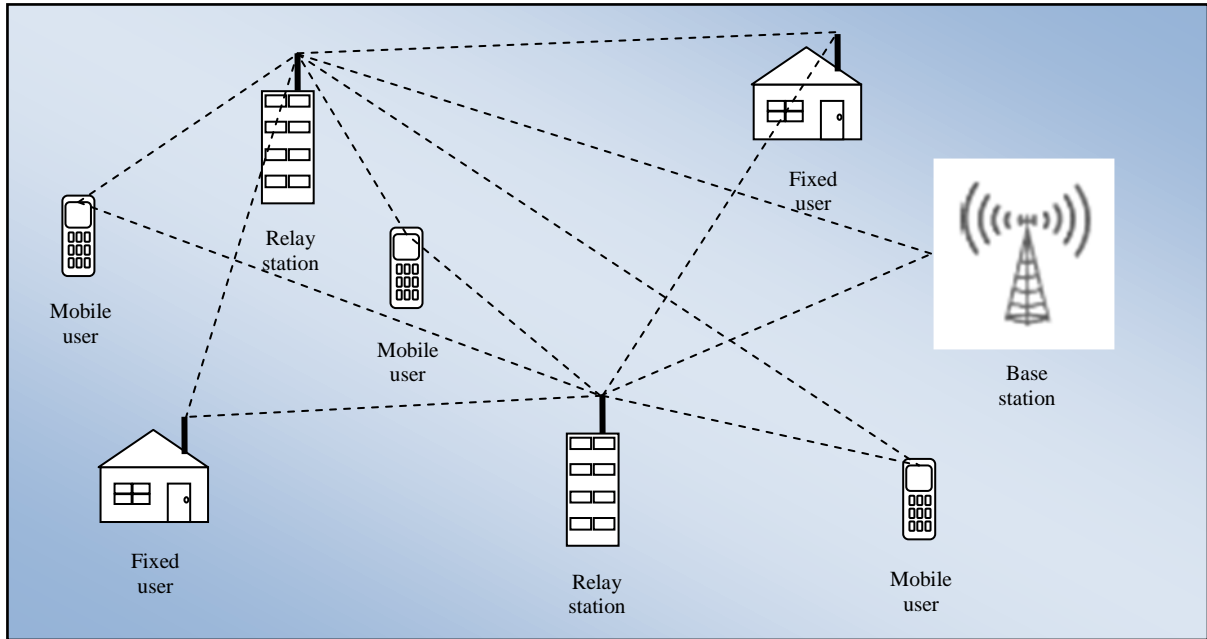 Fixed
user
Relay
station
Mobile
user
Mobile
user
Base
station
Fixed
user
Relay
station
Mobile
user